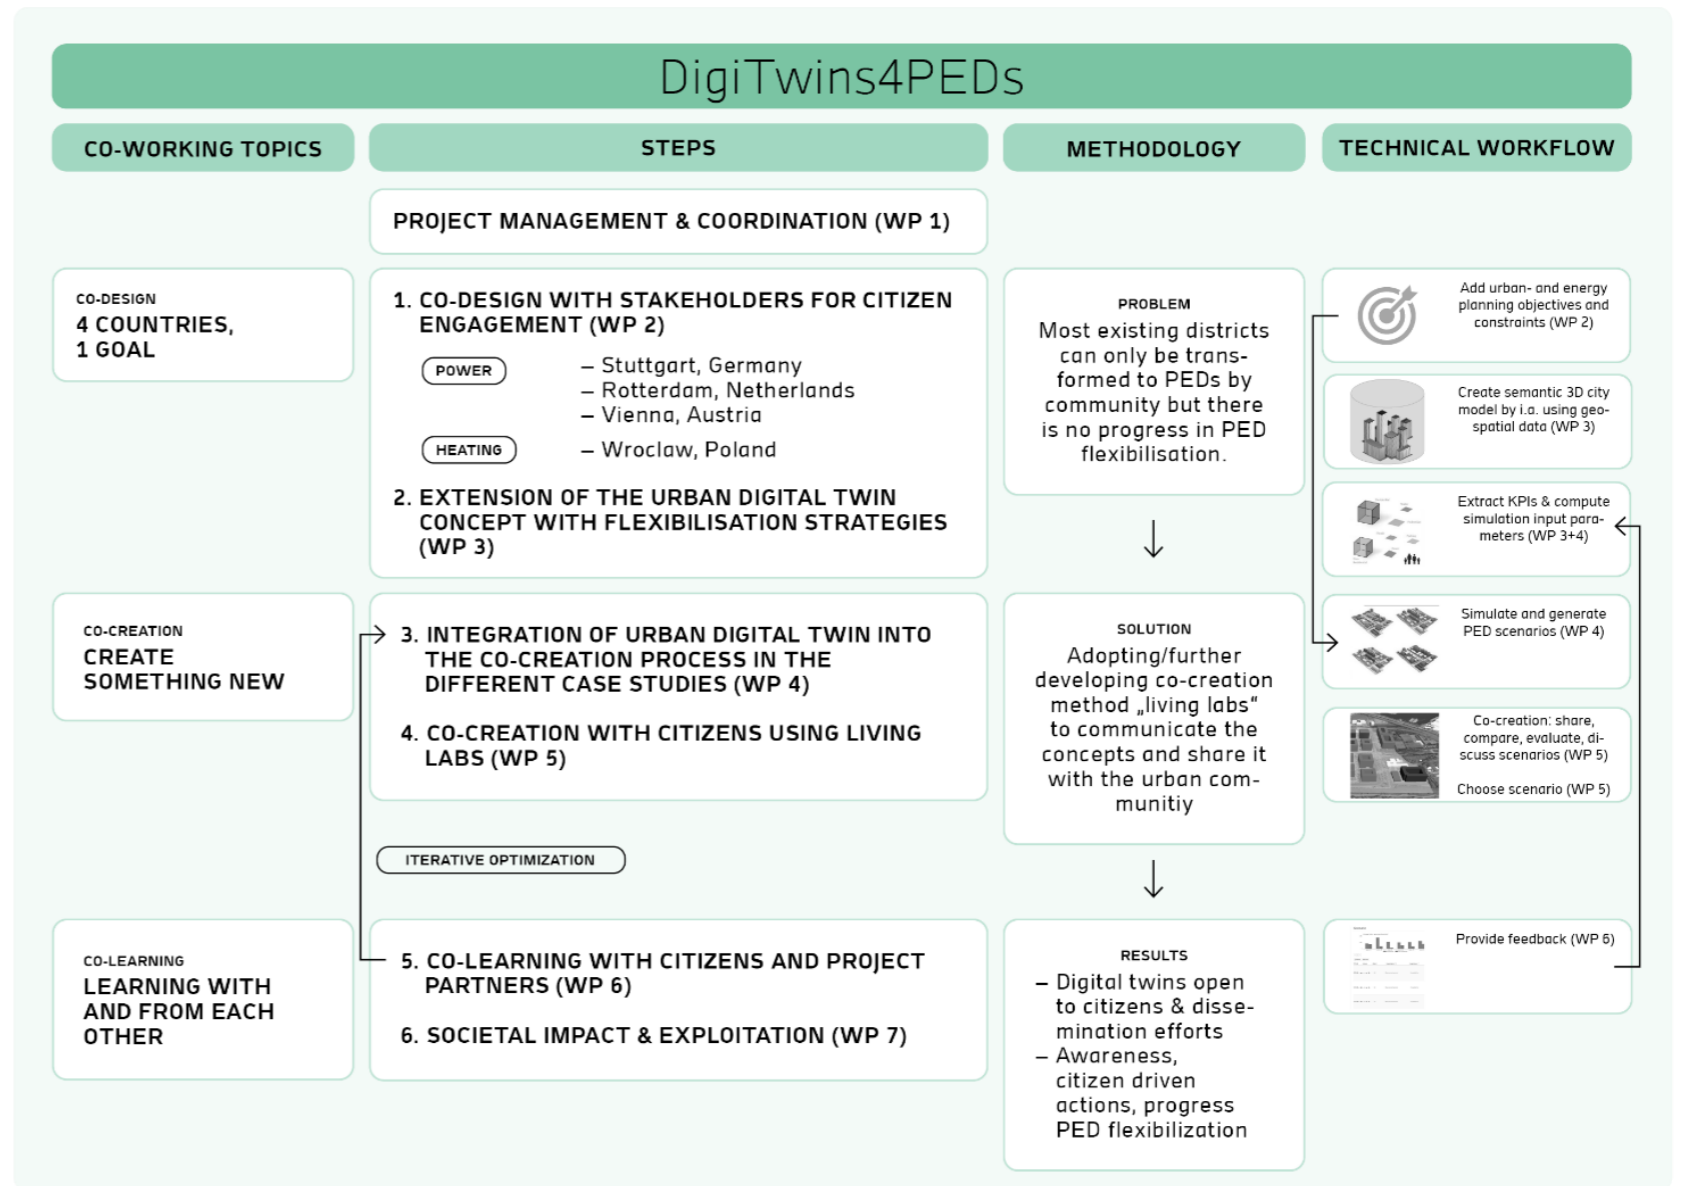 DigiTwins4PEDs
CO-WORKING TOPICS
STEPS
METHODOLOGY
TECHNICAL WORKFLOW
PROJECT MANAGEMENT & COORDINATION (WP 1)
CO-DESIGN
4 COUNTRIES,
1 GOAL
1. CO-DESIGN WITH STAKEHOLDERS FOR CITIZEN
ENGAGEMENT (WP 2)
POWER
– Stuttgart, Germany
– Rotterdam, Netherlands
– Vienna, Austria
HEATING
– Wroclaw, Poland
2. EXTENSION OF THE URBAN DIGITAL TWIN
CONCEPT WITH FLEXIBILISATION STRATEGIES
(WP 3)
PROBLEM
Most existing districts
can only be trans-
formed to PEDs by
community but there
is no progress in PED
flexibilisation.
Add urban- and energy
planning objectives and
constraints (WP 2)
Create semantic 3D city
model by i.a. using geo-
spatial data (WP 3)
Extract KPIs & compute
simulation input para-
meters (WP 3+4)
CO-CREATION
CREATE
SOMETHING NEW
3. INTEGRATION OF URBAN DIGITAL TWIN INTO
THE CO-CREATION PROCESS IN THE
DIFFERENT CASE STUDIES (WP 4)
4. CO-CREATION WITH CITIZENS USING LIVING
LABS (WP 5)
SOLUTION
Adopting/further
developing co-creation
method „living labs“
to communicate the
concepts and share it
with the urban com-
munitiy
Simulate and generate
PED scenarios (WP 4)
Co-creation: share,
compare, evaluate, di-
scuss scenarios (WP 5)
Choose scenario (WP 5)
ITERATIVE OPTIMIZATION
CO-LEARNING
LEARNING WITH
AND FROM EACH
OTHER
5. CO-LEARNING WITH CITIZENS AND PROJECT
PARTNERS (WP 6)
6. SOCIETAL IMPACT & EXPLOITATION (WP 7)
RESULTS
– Digital twins open
to citizens & disse-
mination efforts
– Awareness,
citizen driven
actions, progress
PED flexibilization
Provide feedback (WP 6)